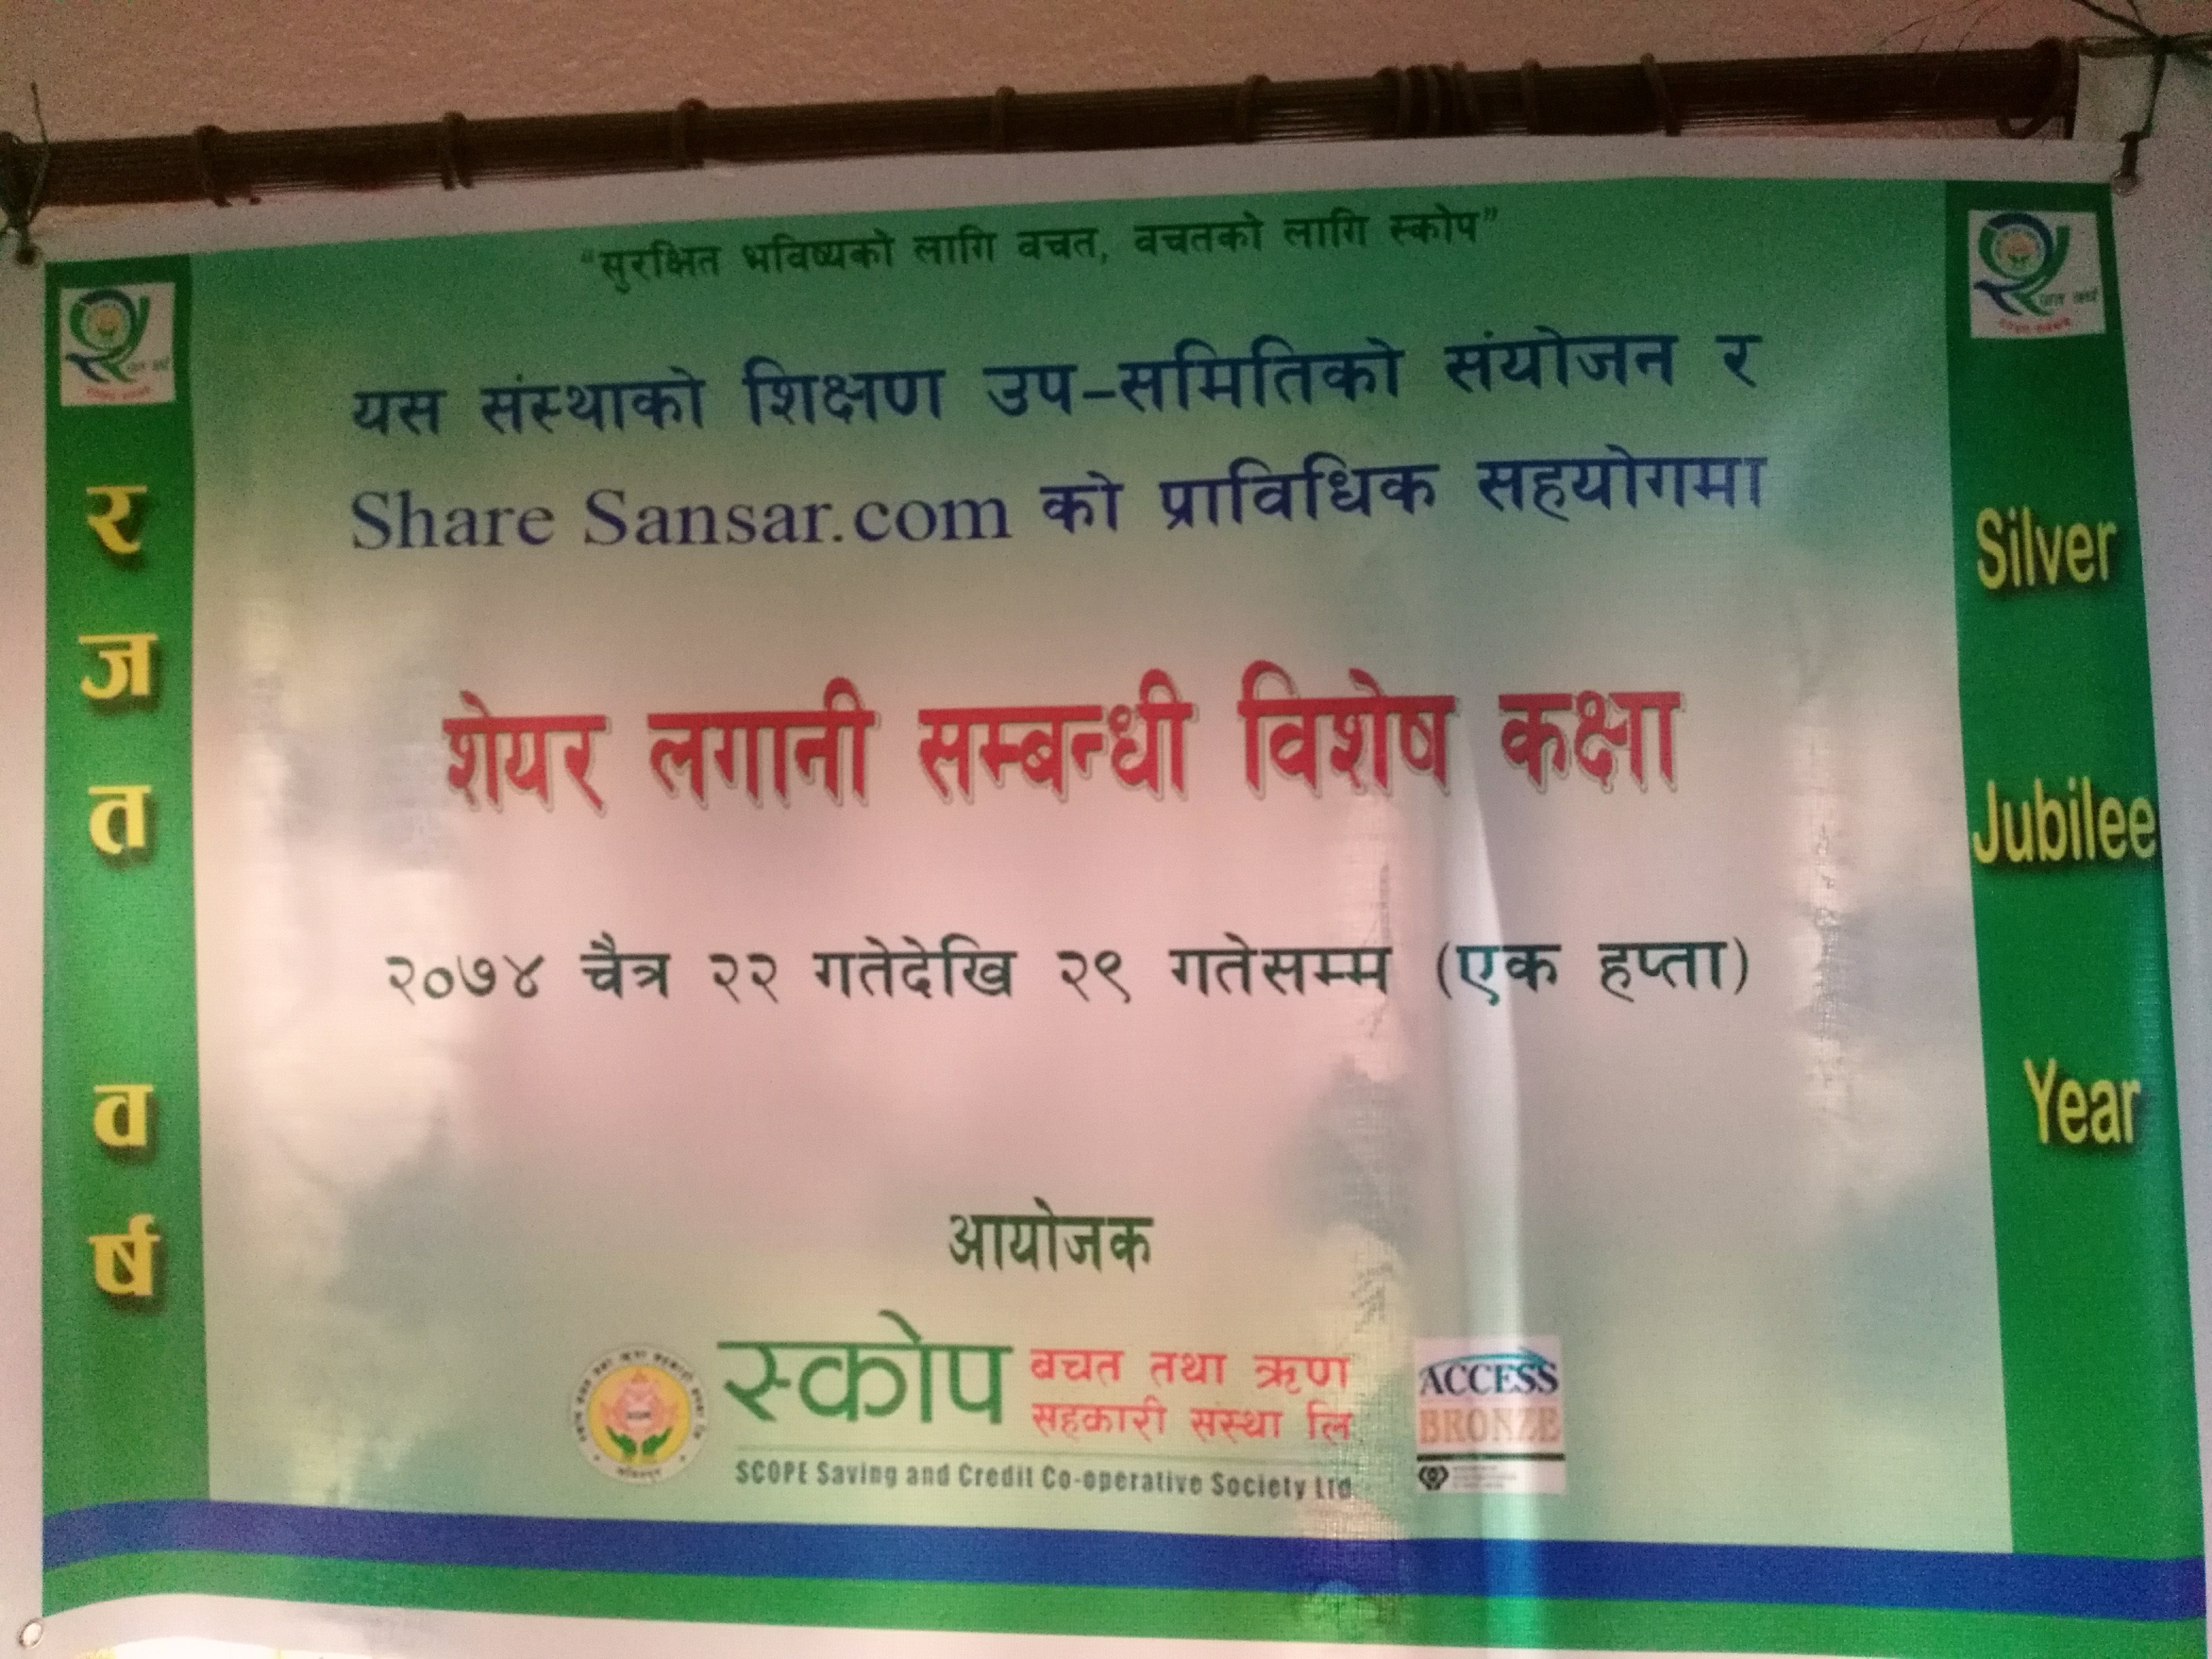 "सुरक्षित भविष्यको लागि वचत, वचतको लागि स्कोप"
यस संस्थाको शिक्षण उप-समितिको संयोजन र
Share Sansar.com को प्राविधिक सहयोगमा
शेयर लगानी सम्बन्धी विशेष कक्षा
२०७४ चैत्र २२ गतेदेखि २९ गतेसम्म (एक हप्ता)
आयोजक
स्कोप
बचत तथा ऋण
सहकारी संस्था लि
SCOPE Saving and Credit Co-operative Society Ltd
ACCESS
BRONZE
र
ज
त
व
र्ष
Silver
Jubilee
Year